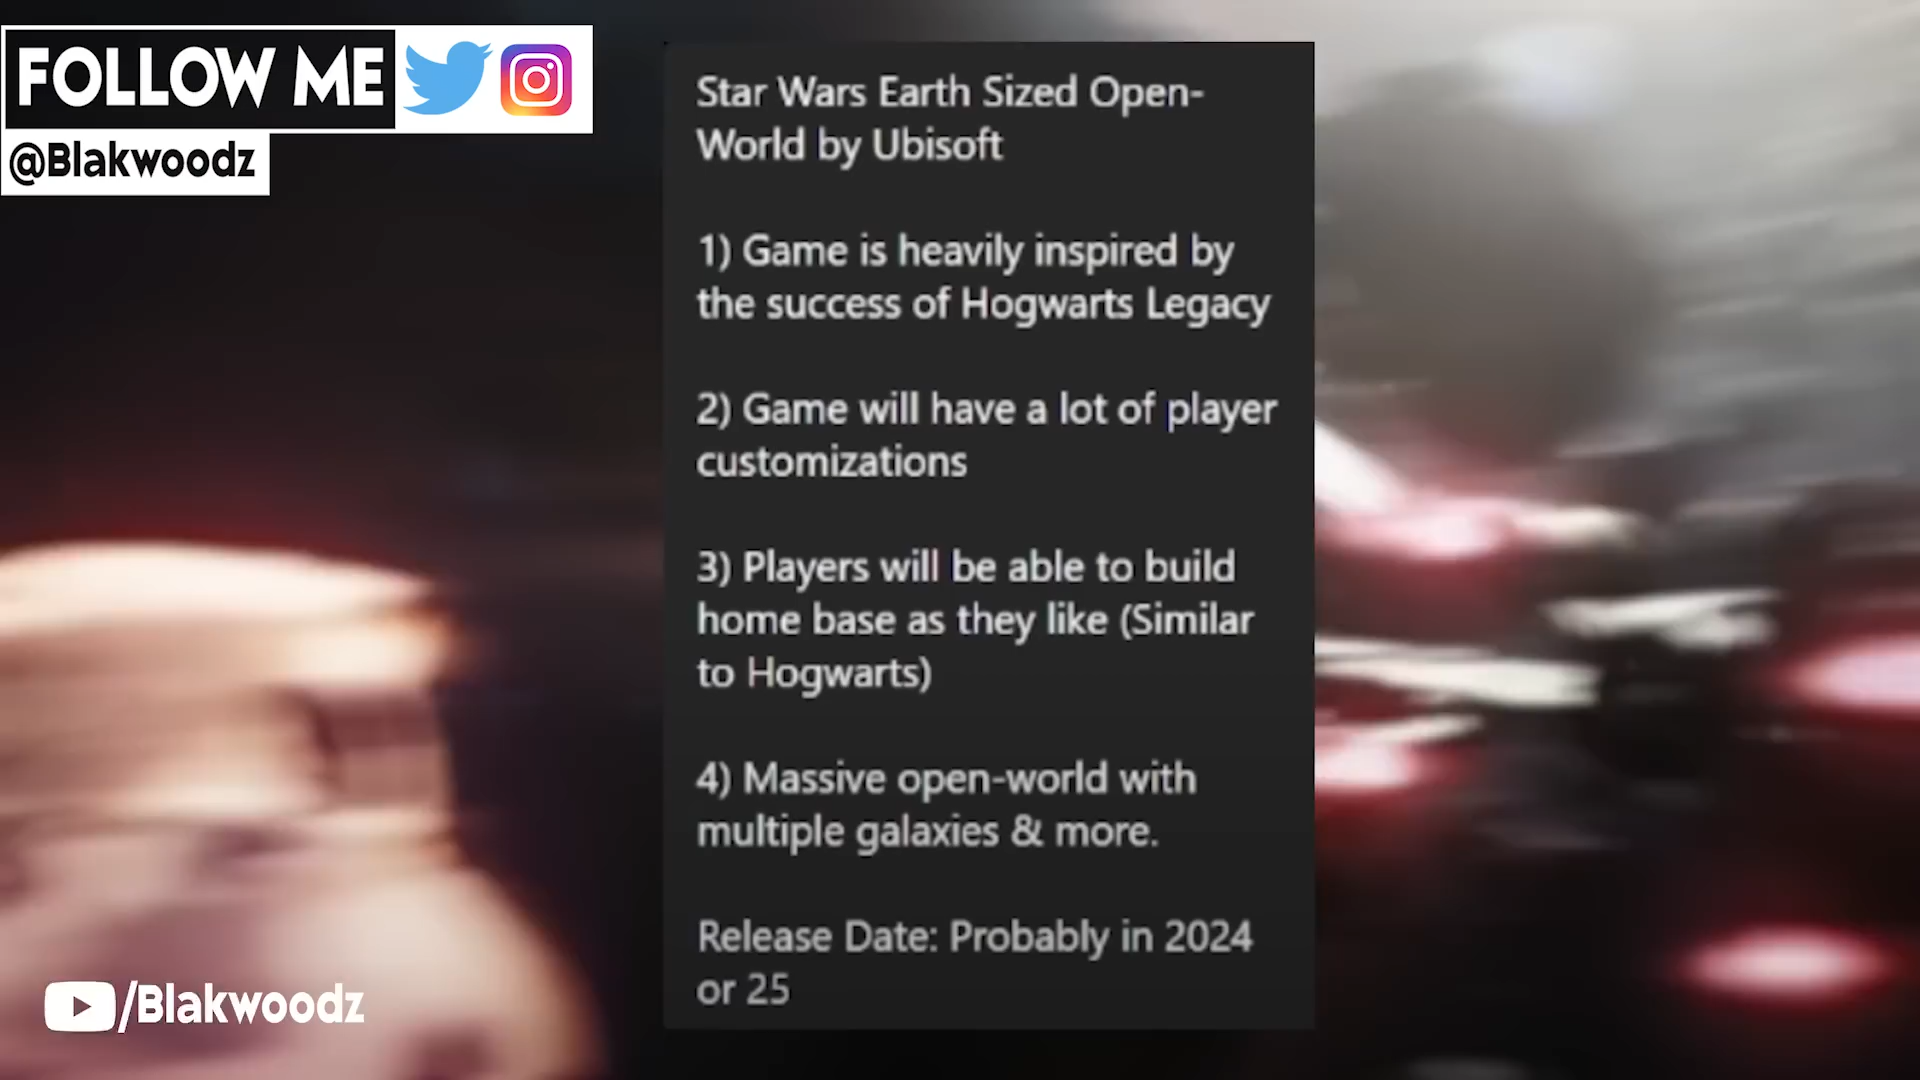 FOLLOW ME
@Blakwoodz
Star Wars Earth Sized Open-
World by Ubisoft
1) Game is heavily inspired by
the success of Hogwarts Legacy
2) Game will have a lot of player
customizations
3) Players will be able to build
home base as they like (Similar
to Hogwarts)
4) Massive open-world with
multiple galaxies & more.
Release Date: Probably in 2024
or 25
/Blakwoodz